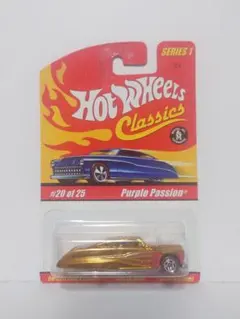 SERIES 1
HOT WHEELS
Classics
#20 of 25
Purple Passion®